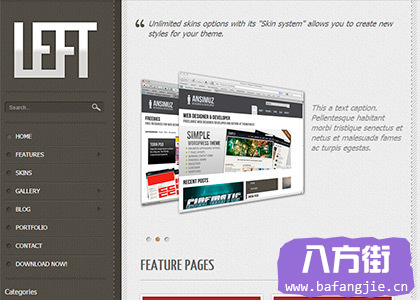 LEFT
Search...
HOME
FEATURES
SKINS
GALLERY
BLOG
PORTFOLIO
CONTACT
DOWNLOAD NOW!
Categories
“ Unlimited skins options with its "Skin system" allows you to create new
styles for your theme.
ANSIMUZ
WEB DESIGNER & DEVELOPER
SIMPLE
WORDPRESS THEME
RECENT POSTS
CINEMATIC
This is a text caption.
Pellentesque habitant
morbi tristique senectus et
netus et malesuada fames
ac turpis egestas.
FEATURE PAGES
八方街
www.bafangjie.cn